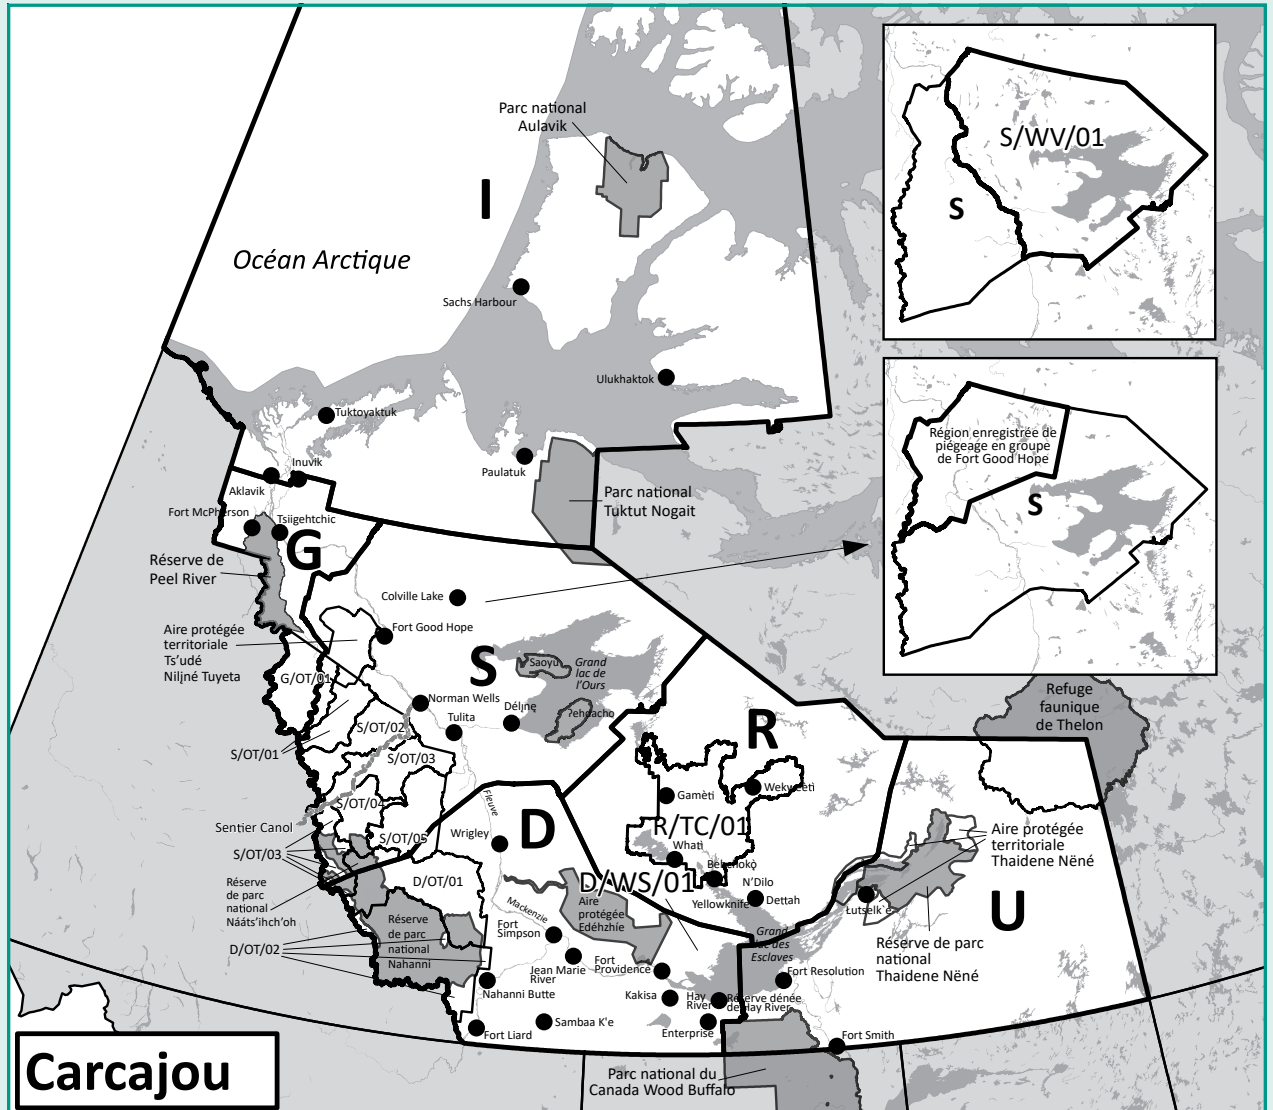 Parc national
Aulavik
I
Océan Arctique
Sachs Harbour
Ulukhaktok
Tuktoyaktuk
Inuvik
Aklavik
Paulatuk
Parc national
Tuktut Nogait
Fort McPherson
Tsiigehtchic
G
Réserve de
Peel River
Colville Lake
Fort Good Hope
Aire protégée
territoriale
Ts'udé
Nilįné Tuyeta
G/OT/01
S
Saoyú
Grand
lac de
l'Ours
Ɂehdacho
Norman Wells
Tulita
Délı̨nę
S/OT/01
S/OT/02
S/OT/03
S/OT/04
S/OT/05
Sentier Canol
S/OT/03
Réserve
de parc
national
Nááts'ihch'oh
D/OT/01
D/OT/02
Réserve
de parc
national
Nahanni
Fleuve
Mackenzie
Wrigley
D
D/WS/01
Aire
protégée
Edéhzhíe
Fort
Simpson
Jean Marie
River
Fort
Providence
Nahanni Butte
Kakisa
Hay
River
Réserve dénée
de Hay River
Enterprise
Sambaa K'e
Fort Liard
R
Gamètì
Wekweètì
R/TC/01
Whatì
Behchokǫ̀
N'Dilo
Yellowknife
Dettah
Grand
lac des
Esclaves
Łutselk'e
Fort Resolution
Fort Smith
U
Aire protégée
territoriale
Thaidene Nëné
Réserve de parc
national
Thaidene Nëné
Refuge
faunique
de Thelon
Parc national du
Canada Wood Buffalo
S/WV/01
S
Région enregistrée de
piégeage en groupe
de Fort Good Hope
S
Carcajou